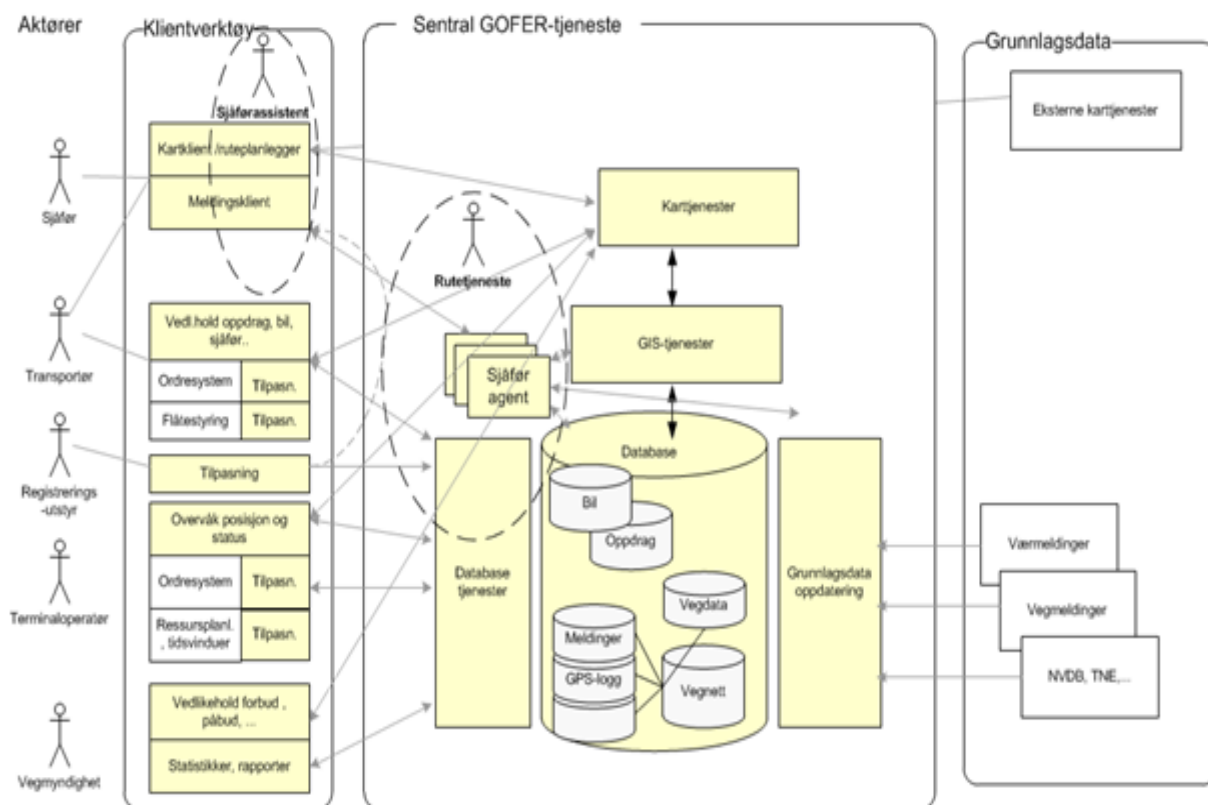 Aktører
Klientverktøy
Sentral GOFER-tjeneste
Grunnlagsdata
Sjåførassistent
Kartklient /ruteplanlegger
Meldingsklient
Sjåfør
Transportør
Registrerings
-utstyr
Terminaloperatør
Vegmyndighet
Vedl.hold oppdrag, bil,
sjåfør..
Ordresystem
Tilpasn.
Flåtestyring
Tilpasn.
Tilpasning
Overvåk posisjon og
status
Ordresystem
Tilpasn.
Ressursplanl.
, tidsvinduer
Tilpasn.
Vedlikehold forbud ,
påbud, ...
Statistikker, rapporter
Rutetjeneste
Karttjenester
GIS-tjenester
Sjåfør
agent
Database
tjenester
Database
Bil
Oppdrag
Vegdata
Meldinger
GPS-logg
Vegnett
Grunnlagsdata
oppdatering
Eksterne karttjenester
Værmeldinger
Vegmeldinger
NVDB, TNE,...